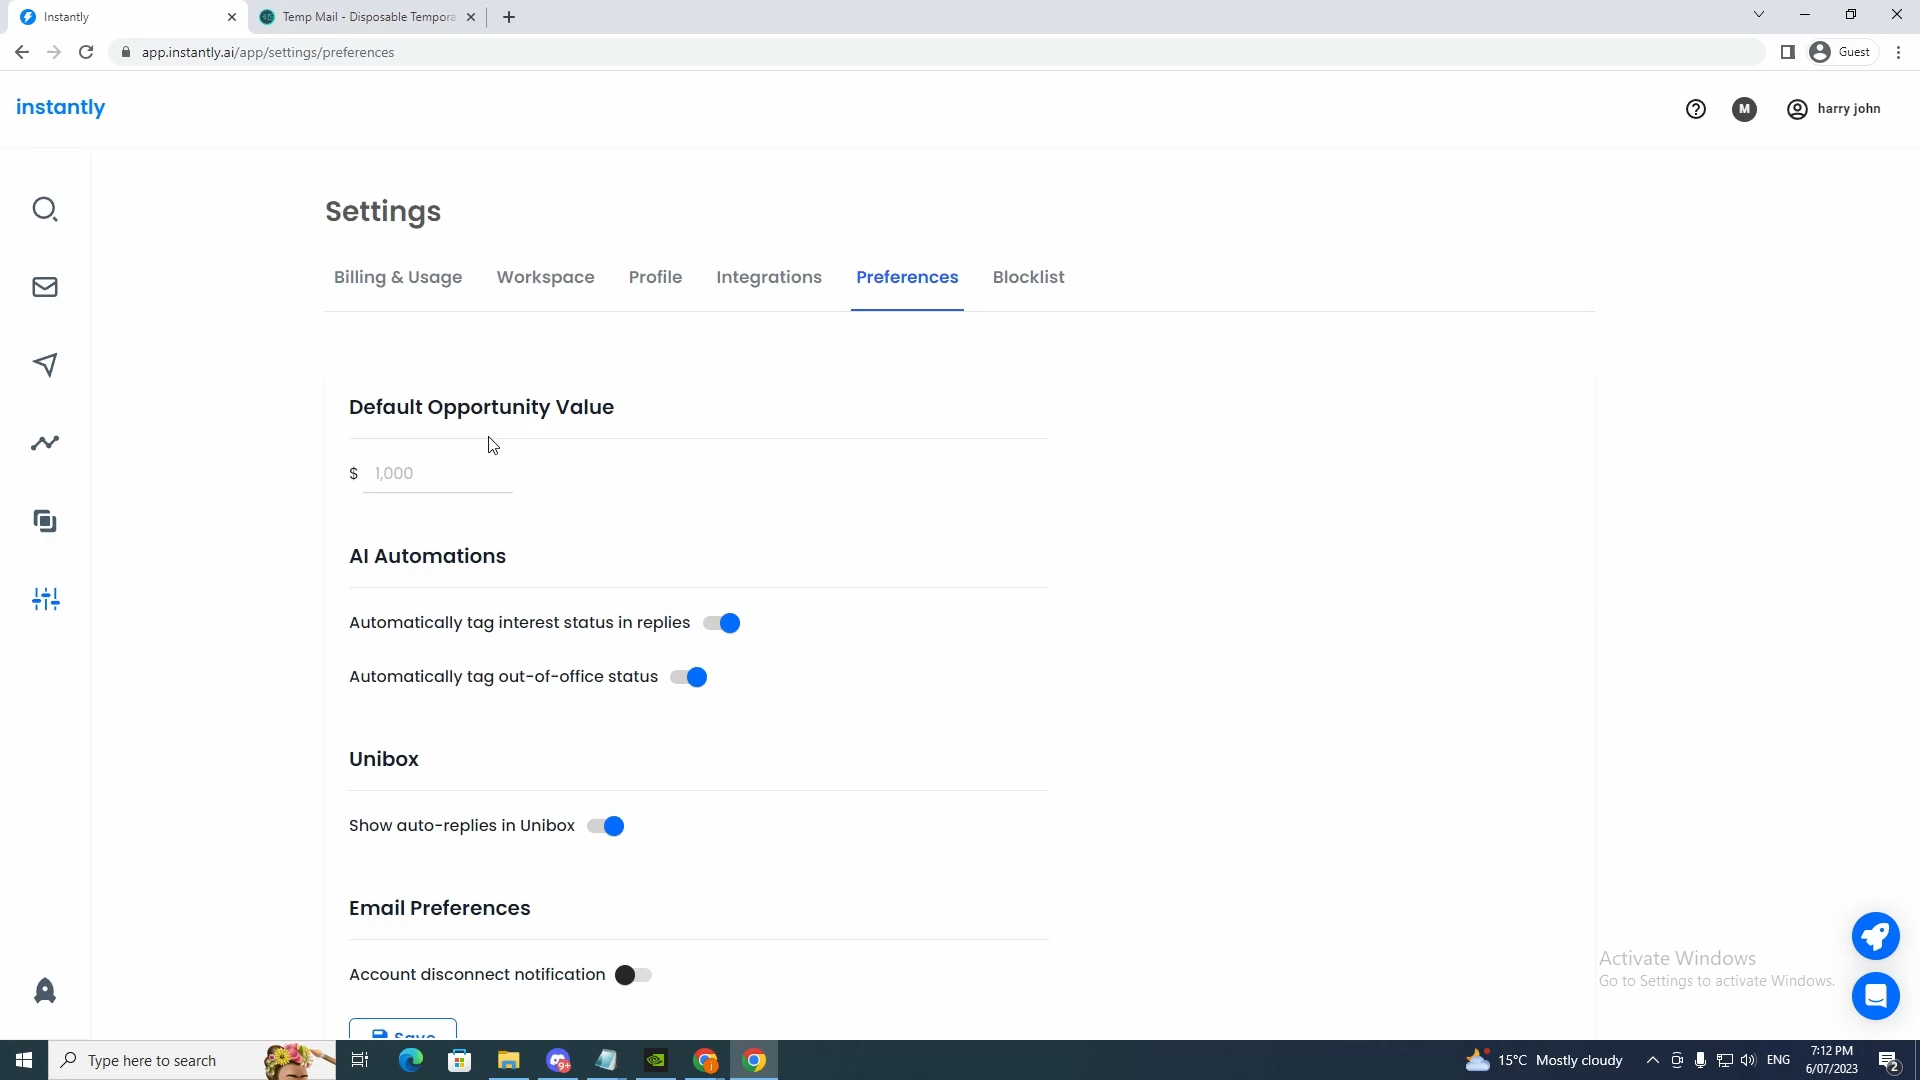 Instantly
Temp Mail - Disposable Tempora
app.instantly.ai/app/settings/preferences
Guest
instantly
M
harry john
Settings
Billing & Usage
Workspace
Profile
Integrations
Preferences
Blocklist
Default Opportunity Value
$ 1,000
AI Automations
Automatically tag interest status in replies
Automatically tag out-of-office status
Unibox
Show auto-replies in Unibox
Email Preferences
Account disconnect notification
Save
Activate Windows
Go to Settings to activate Windows.
Type here to search
9+
15°C Mostly cloudy
ENG
7:12 PM
6/07/2023
2